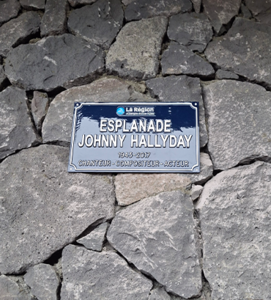 La Région
ESPLANADE
JOHNNY HALLYDAY
1943-2017
CHANTEUR - COMPOSITEUR - ACTEUR